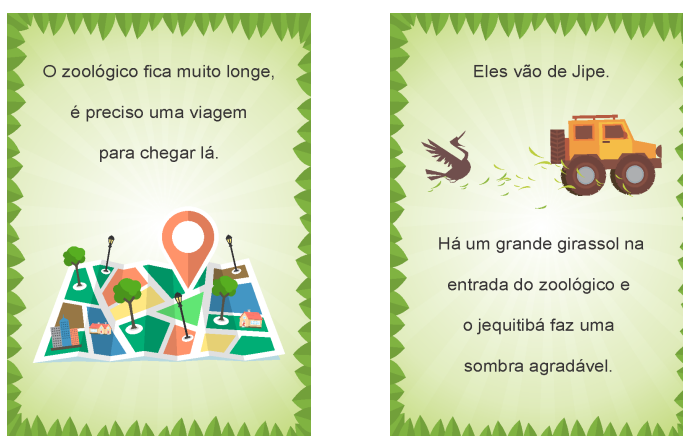 O zoológico fica muito longe,
é preciso uma viagem
para chegar lá.
Eles vão de Jipe.
Há um grande girassol na
entrada do zoológico e
o jequitibá faz uma
sombra agradável.